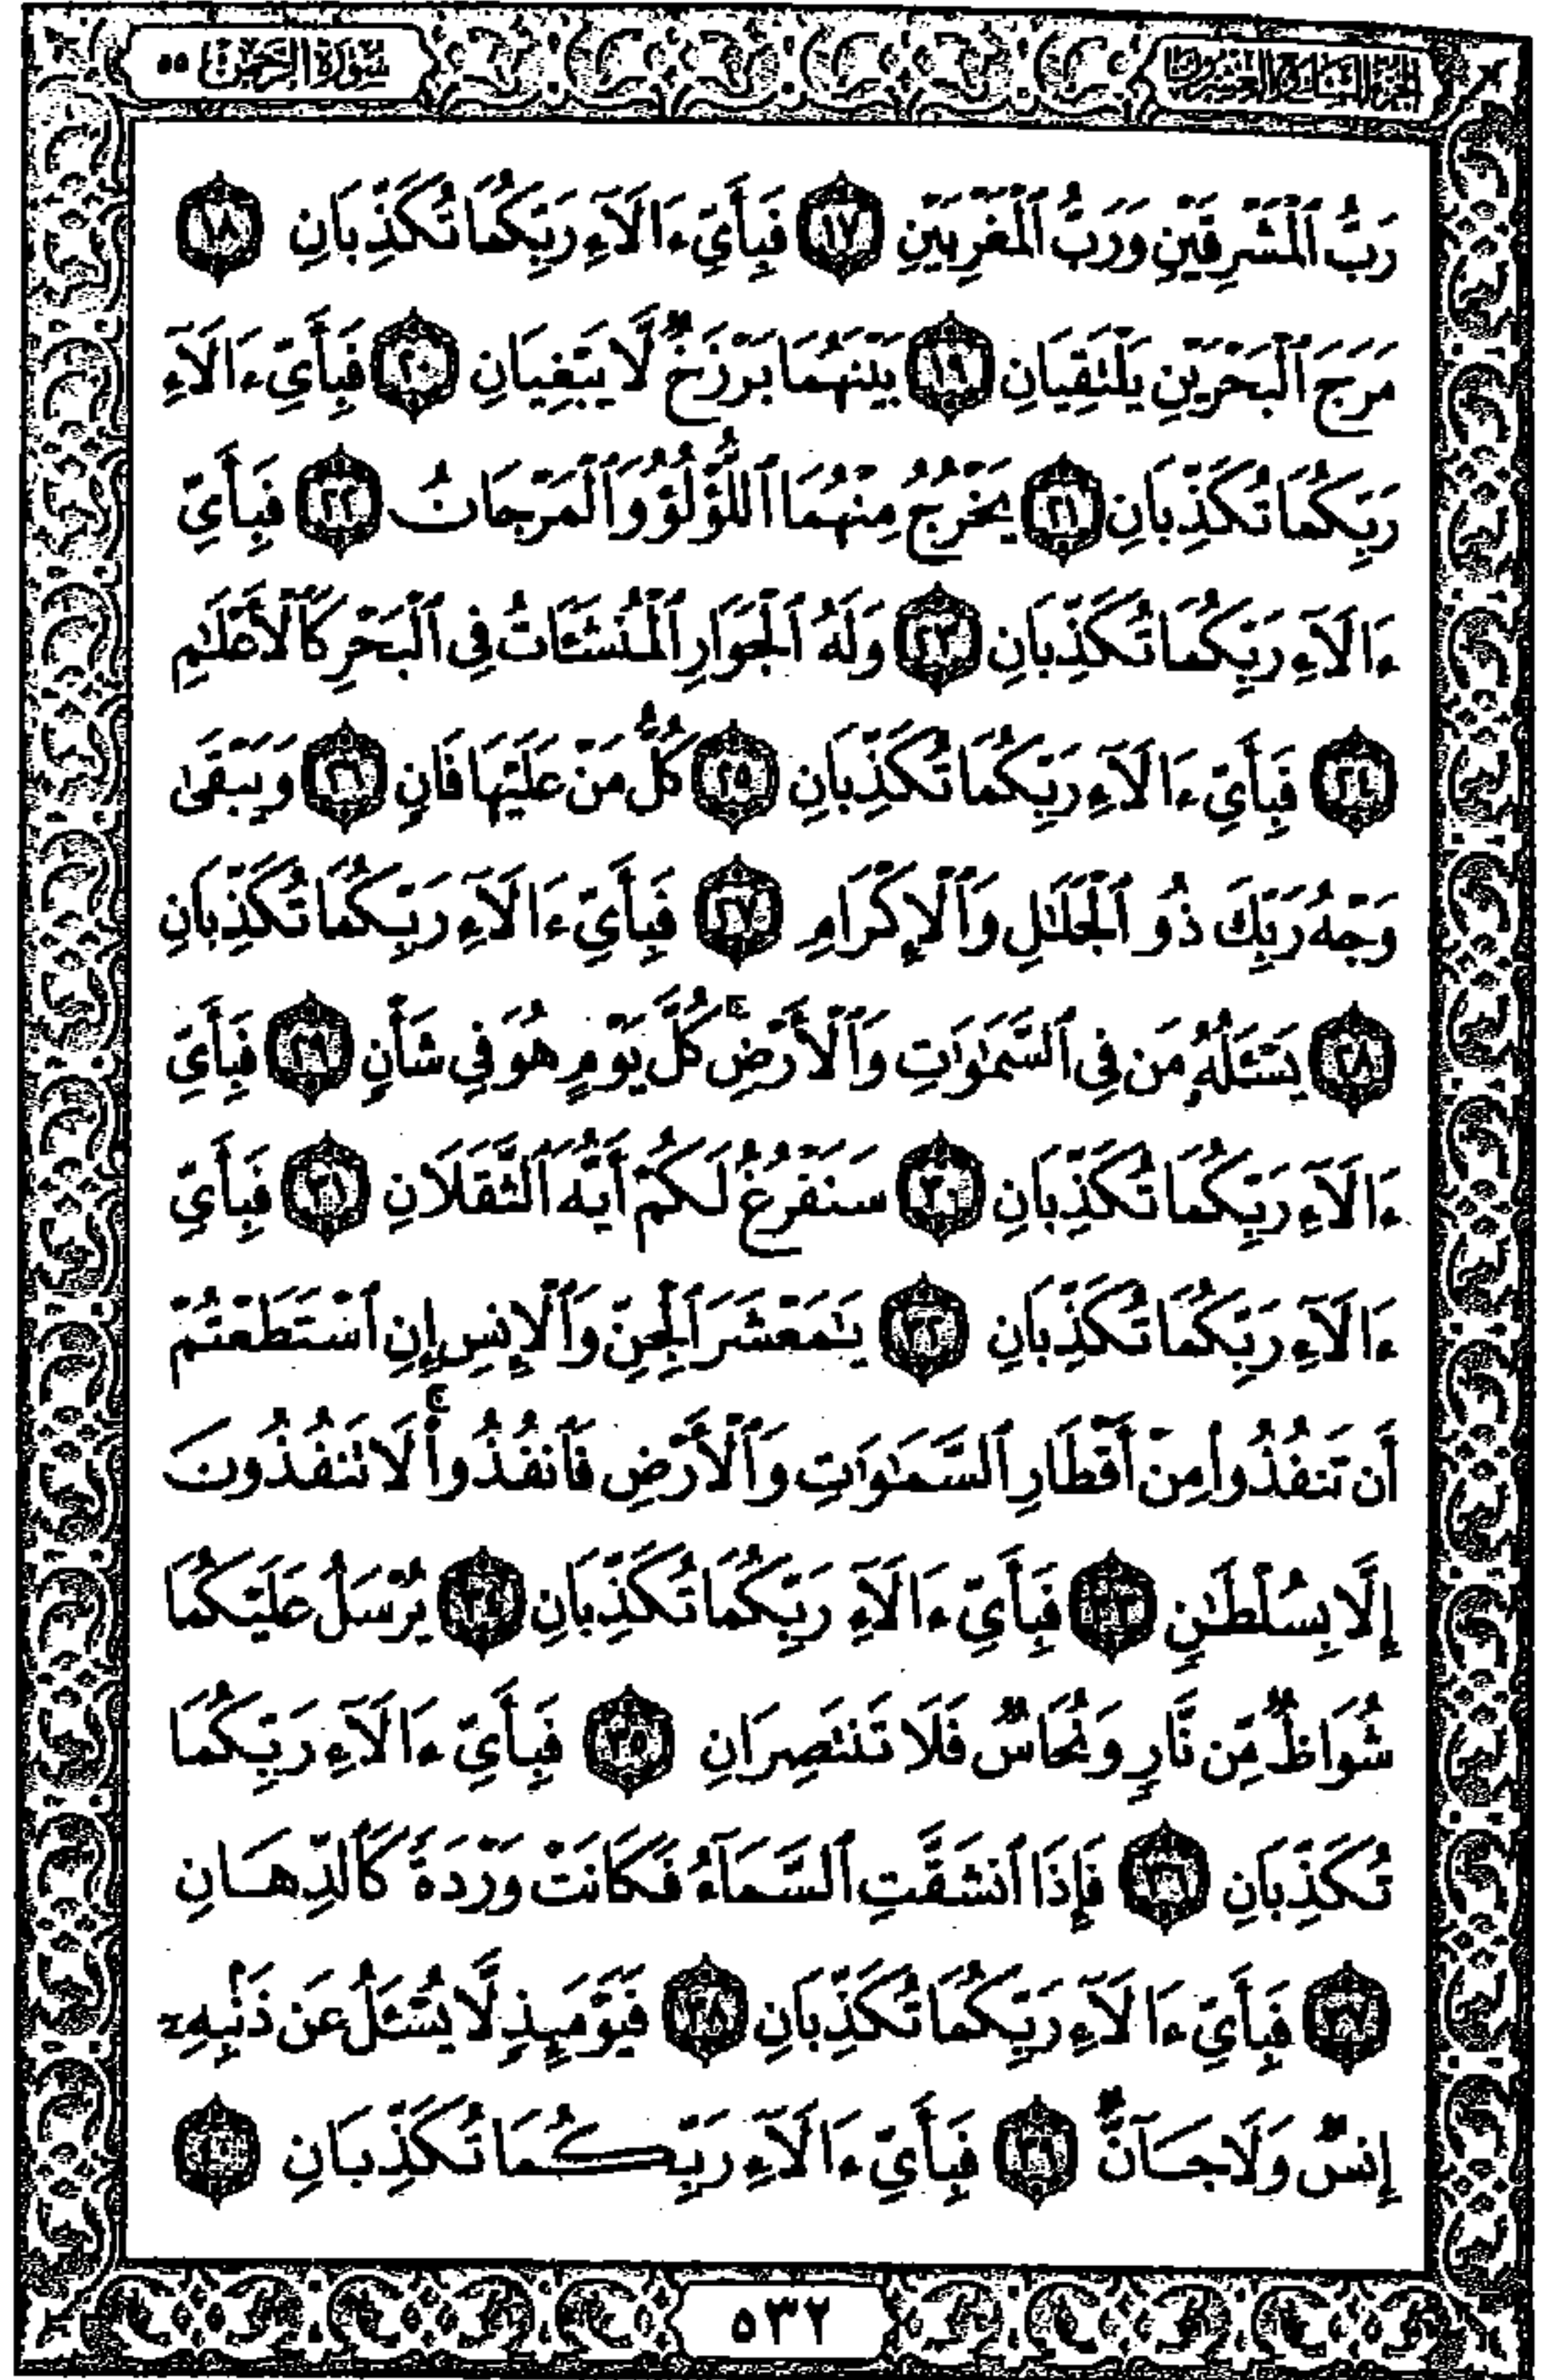 الجزء السابع والعشرون
سورة الرحمن ٥٥
رَبُّ ٱلْمَشْرِقَيْنِ وَرَبُّ ٱلْمَغْرِبَيْنِ ١٧ فَبِأَيِّ ءَالَآءِ رَبِّكُمَا تُكَذِّبَانِ ١٨
مَرَجَ ٱلْبَحْرَيْنِ يَلْتَقِيَانِ ١٩ بَيْنَهُمَا بَرْزَخٌ لَّا يَبْغِيَانِ ٢٠ فَبِأَيِّ ءَالَآءِ
رَبِّكُمَا تُكَذِّبَانِ ٢١ يَخْرُجُ مِنْهُمَا ٱللُّؤْلُؤُ وَٱلْمَرْجَاتُ ٢٢ فَبِأَيِّ
ءَالَآءِ رَبِّكُمَا تُكَذِّبَانِ ٢٣ وَلَهُ ٱلْجَوَارِ ٱلْمُنشَـَٔاتُ فِى ٱلْبَحْرِ كَٱلْأَعْلَـٰمِ
٢٤ فَبِأَيِّ ءَالَآءِ رَبِّكُمَا تُكَذِّبَانِ ٢٥ كُلُّ مَنْ عَلَيْهَا فَانٍ ٢٦ وَيَبْقَىٰ
وَجْهُ رَبِّكَ ذُو ٱلْجَلَـٰلِ وَٱلْإِكْرَامِ ٢٧ فَبِأَيِّ ءَالَآءِ رَبِّكُمَا تُكَذِّبَانِ
٢٨ يَسْـَٔلُهُۥ مَن فِى ٱلسَّمَـٰوَٰتِ وَٱلْأَرْضِ ۚ كُلَّ يَوْمٍ هُوَ فِى شَأْنٍ ٢٩ فَبِأَيِّ
ءَالَآءِ رَبِّكُمَا تُكَذِّبَانِ ٣٠ سَنَفْرُغُ لَكُمْ أَيُّهَ ٱلثَّقَلَانِ ٣١ فَبِأَيِّ
ءَالَآءِ رَبِّكُمَا تُكَذِّبَانِ ٣٢ يَـٰمَعْشَرَ ٱلْجِنِّ وَٱلْإِنسِ إِنِ ٱسْتَطَعْتُمْ
أَن تَنفُذُوا۟ مِنْ أَقْطَارِ ٱلسَّمَـٰوَٰتِ وَٱلْأَرْضِ فَٱنفُذُوا۟ ۚ لَا تَنفُذُونَ
إِلَّا بِسُلْطَـٰنٍ ٣٣ فَبِأَيِّ ءَالَآءِ رَبِّكُمَا تُكَذِّبَانِ ٣٤ يُرْسَلُ عَلَيْكُمَا
شُوَاظٌ مِّن نَّارٍ وَنُحَاسٌ فَلَا تَنتَصِرَانِ ٣٥ فَبِأَيِّ ءَالَآءِ رَبِّكُمَا
تُكَذِّبَانِ ٣٦ فَإِذَا ٱنشَقَّتِ ٱلسَّمَآءُ فَكَانَتْ وَرْدَةً كَٱلدِّهَانِ
٣٧ فَبِأَيِّ ءَالَآءِ رَبِّكُمَا تُكَذِّبَانِ ٣٨ فَيَوْمَئِذٍ لَّا يُسْـَٔلُ عَن ذَنۢبِهِۦٓ
إِنسٌ وَلَا جَآنٌّ ٣٩ فَبِأَيِّ ءَالَآءِ رَبِّكُمَا تُكَذِّبَانِ ٤٠
٥٣٢